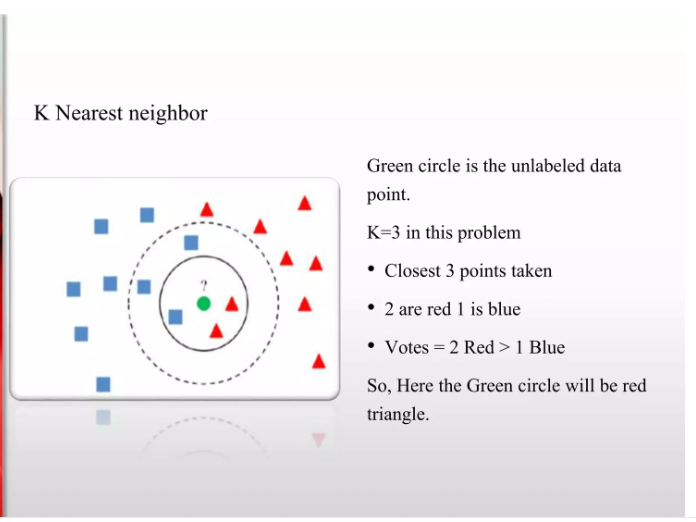 K Nearest neighbor
Green circle is the unlabeled data
point.
K=3 in this problem
• Closest 3 points taken
• 2 are red 1 is blue
• Votes = 2 Red > 1 Blue
So, Here the Green circle will be red
triangle.
?